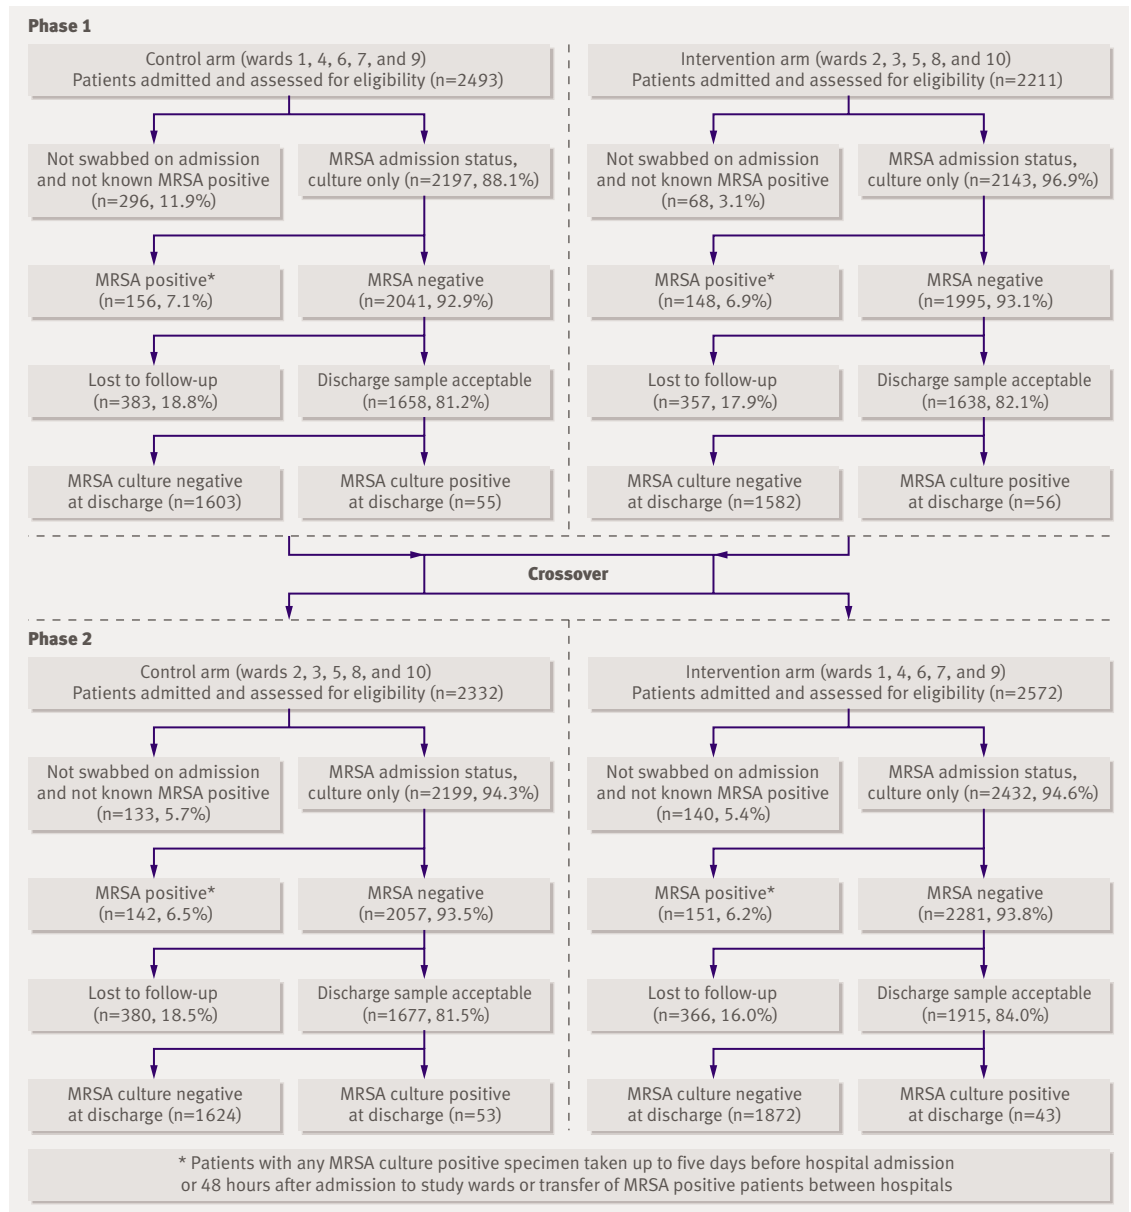 Phase 1
Control arm (wards 1, 4, 6, 7, and 9)
Patients admitted and assessed for eligibility (n=2493)
Intervention arm (wards 2, 3, 5, 8, and 10)
Patients admitted and assessed for eligibility (n=2211)
Not swabbed on admission
and not known MRSA positive
(n=296, 11.9%)
MRSA admission status,
culture only (n=2197, 88.1%)
Not swabbed on admission
and not known MRSA positive
(n=68, 3.1%)
MRSA admission status,
culture only (n=2143, 96.9%)
MRSA positive*
(n=156, 7.1%)
MRSA negative
(n=2041, 92.9%)
MRSA positive*
(n=148, 6.9%)
MRSA negative
(n=1995, 93.1%)
Lost to follow-up
(n=383, 18.8%)
Discharge sample acceptable
(n=1658, 81.2%)
Lost to follow-up
(n=357, 17.9%)
Discharge sample acceptable
(n=1638, 82.1%)
MRSA culture negative
at discharge (n=1603)
MRSA culture positive
at discharge (n=55)
MRSA culture negative
at discharge (n=1582)
MRSA culture positive
at discharge (n=56)
Crossover
Phase 2
Control arm (wards 2, 3, 5, 8, and 10)
Patients admitted and assessed for eligibility (n=2332)
Intervention arm (wards 1, 4, 6, 7, and 9)
Patients admitted and assessed for eligibility (n=2572)
Not swabbed on admission
and not known MRSA positive
(n=133, 5.7%)
MRSA admission status,
culture only (n=2199, 94.3%)
Not swabbed on admission
and not known MRSA positive
(n=140, 5.4%)
MRSA admission status,
culture only (n=2432, 94.6%)
MRSA positive*
(n=142, 6.5%)
MRSA negative
(n=2057, 93.5%)
MRSA positive*
(n=151, 6.2%)
MRSA negative
(n=2281, 93.8%)
Lost to follow-up
(n=380, 18.5%)
Discharge sample acceptable
(n=1677, 81.5%)
Lost to follow-up
(n=366, 16.0%)
Discharge sample acceptable
(n=1915, 84.0%)
MRSA culture negative
at discharge (n=1624)
MRSA culture positive
at discharge (n=53)
MRSA culture negative
at discharge (n=1872)
MRSA culture positive
at discharge (n=43)
* Patients with any MRSA culture positive specimen taken up to five days before hospital admission
or 48 hours after admission to study wards or transfer of MRSA positive patients between hospitals